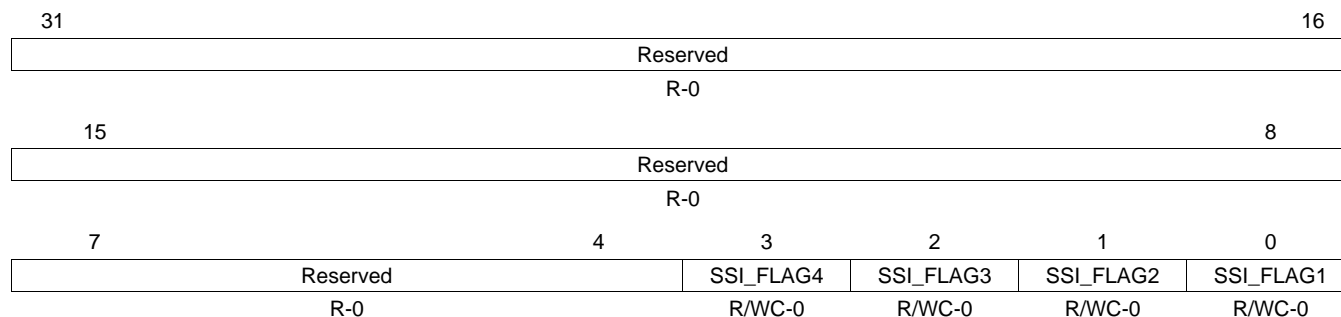 31 16
Reserved
R-0
15 8
Reserved
R-0
7 4 3 2 1 0
Reserved SSI_FLAG4 SSI_FLAG3 SSI_FLAG2 SSI_FLAG1
R-0 R/WC-0 R/WC-0 R/WC-0 R/WC-0